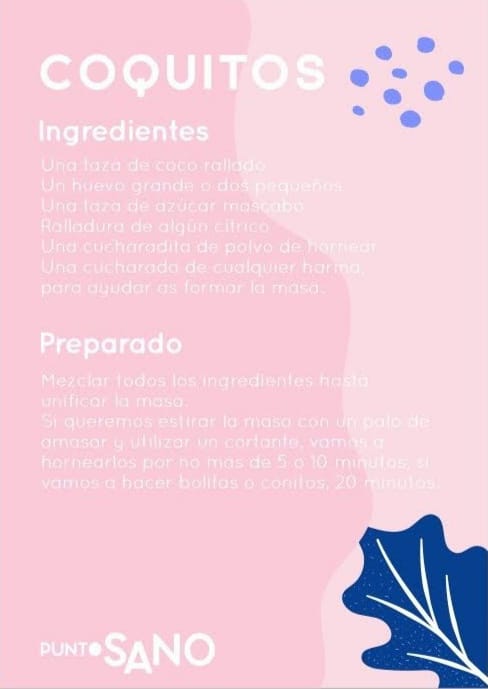 COQUITOS
Ingredientes
Una taza de coco rallado
Un huevo grande o dos pequeños
Una taza de azúcar mascabo
Ralladura de algún cítrico
Una cucharadita de polvo de hornear
Una cucharada de cualquier harina,
para ayudar as formar la masa.
Preparado
Mezclar todos los ingredientes hasta
unificar la masa.
Si queremos estirar la masa con un palo de
amasar y utilizar un cortante, vamos a
hornearlos por no mas de 5 o 10 minutos, si
vamos a hacer bolitas o conitos, 20 minutos.
PUNTO SANO